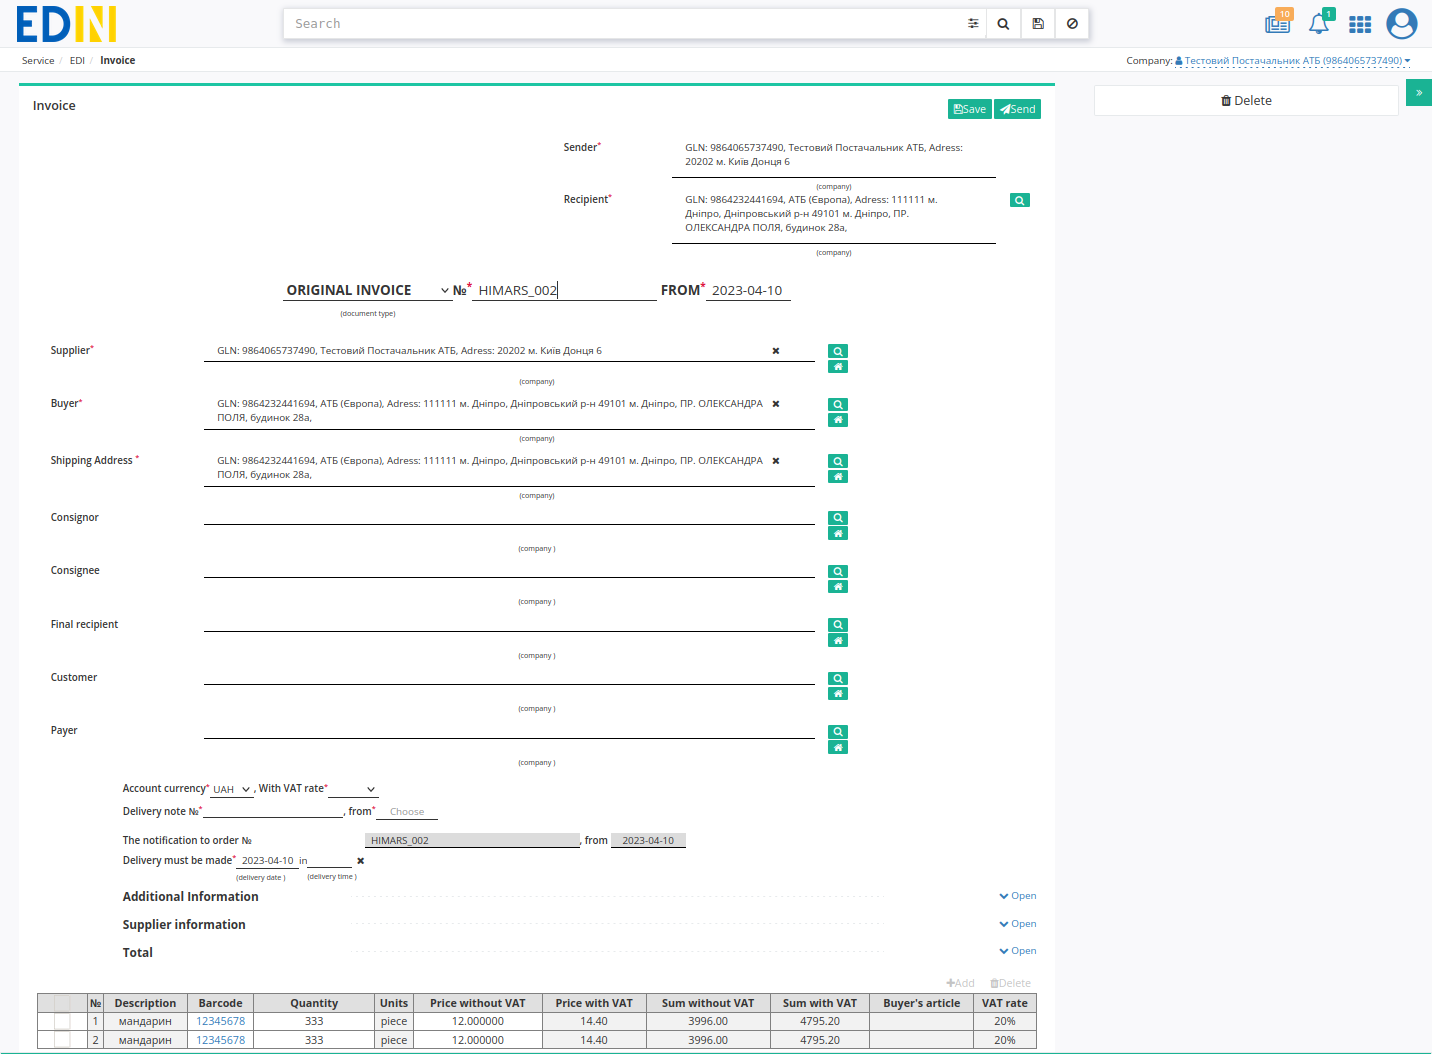 EDIN
Search
10
1
Service / EDI / Invoice
Company: Тестовий Постачальник АТБ (9864065737490)
Invoice
Save Send
Delete
»
Sender*
GLN: 9864065737490, Тестовий Постачальник АТБ, Adress:
20202 м. Київ Донця 6
(company)
Recipient*
GLN: 9864232441694, АТБ (Європа), Adress: 111111 м.
Дніпро, Дніпровський р-н 49101 м. Дніпро, ПР.
ОЛЕКСАНДРА ПОЛЯ, будинок 28а,
(company)
ORIGINAL INVOICE №* HIMARS_002 FROM* 2023-04-10
(document type)
Supplier* GLN: 9864065737490, Тестовий Постачальник АТБ, Adress: 20202 м. Київ Донця 6
(company)
Buyer* GLN: 9864232441694, АТБ (Європа), Adress: 111111 м. Дніпро, Дніпровський р-н 49101 м. Дніпро, ПР. ОЛЕКСАНДРА
ПОЛЯ, будинок 28а,
(company)
Shipping Address * GLN: 9864232441694, АТБ (Європа), Adress: 111111 м. Дніпро, Дніпровський р-н 49101 м. Дніпро, ПР. ОЛЕКСАНДРА
ПОЛЯ, будинок 28а,
(company)
Consignor
(company )
Consignee
(company )
Final recipient
(company )
Customer
(company )
Payer
(company )
Account currency* UAH , With VAT rate*
Delivery note №* , from* Choose
The notification to order № HIMARS_002 , from 2023-04-10
Delivery must be made* 2023-04-10 in
(delivery date ) (delivery time )
Additional Information Open
Supplier information Open
Total Open
Add Delete
№ Description Barcode Quantity Units Price without VAT Price with VAT Sum without VAT Sum with VAT Buyer's article VAT rate
1 мандарин 12345678 333 piece 12.000000 14.40 3996.00 4795.20 20%
2 мандарин 12345678 333 piece 12.000000 14.40 3996.00 4795.20 20%